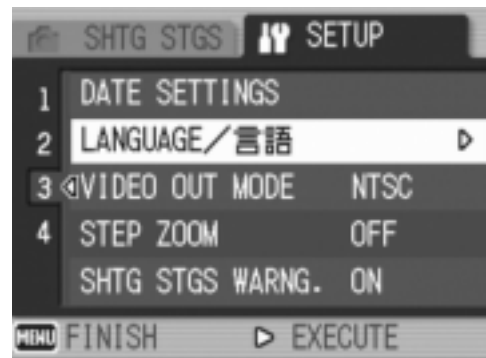 SHTG STGS SETUP
1 DATE SETTINGS
2 LANGUAGE／言語
3 VIDEO OUT MODE NTSC
4 STEP ZOOM OFF
SHTG STGS WARNG. ON
MENU FINISH EXECUTE